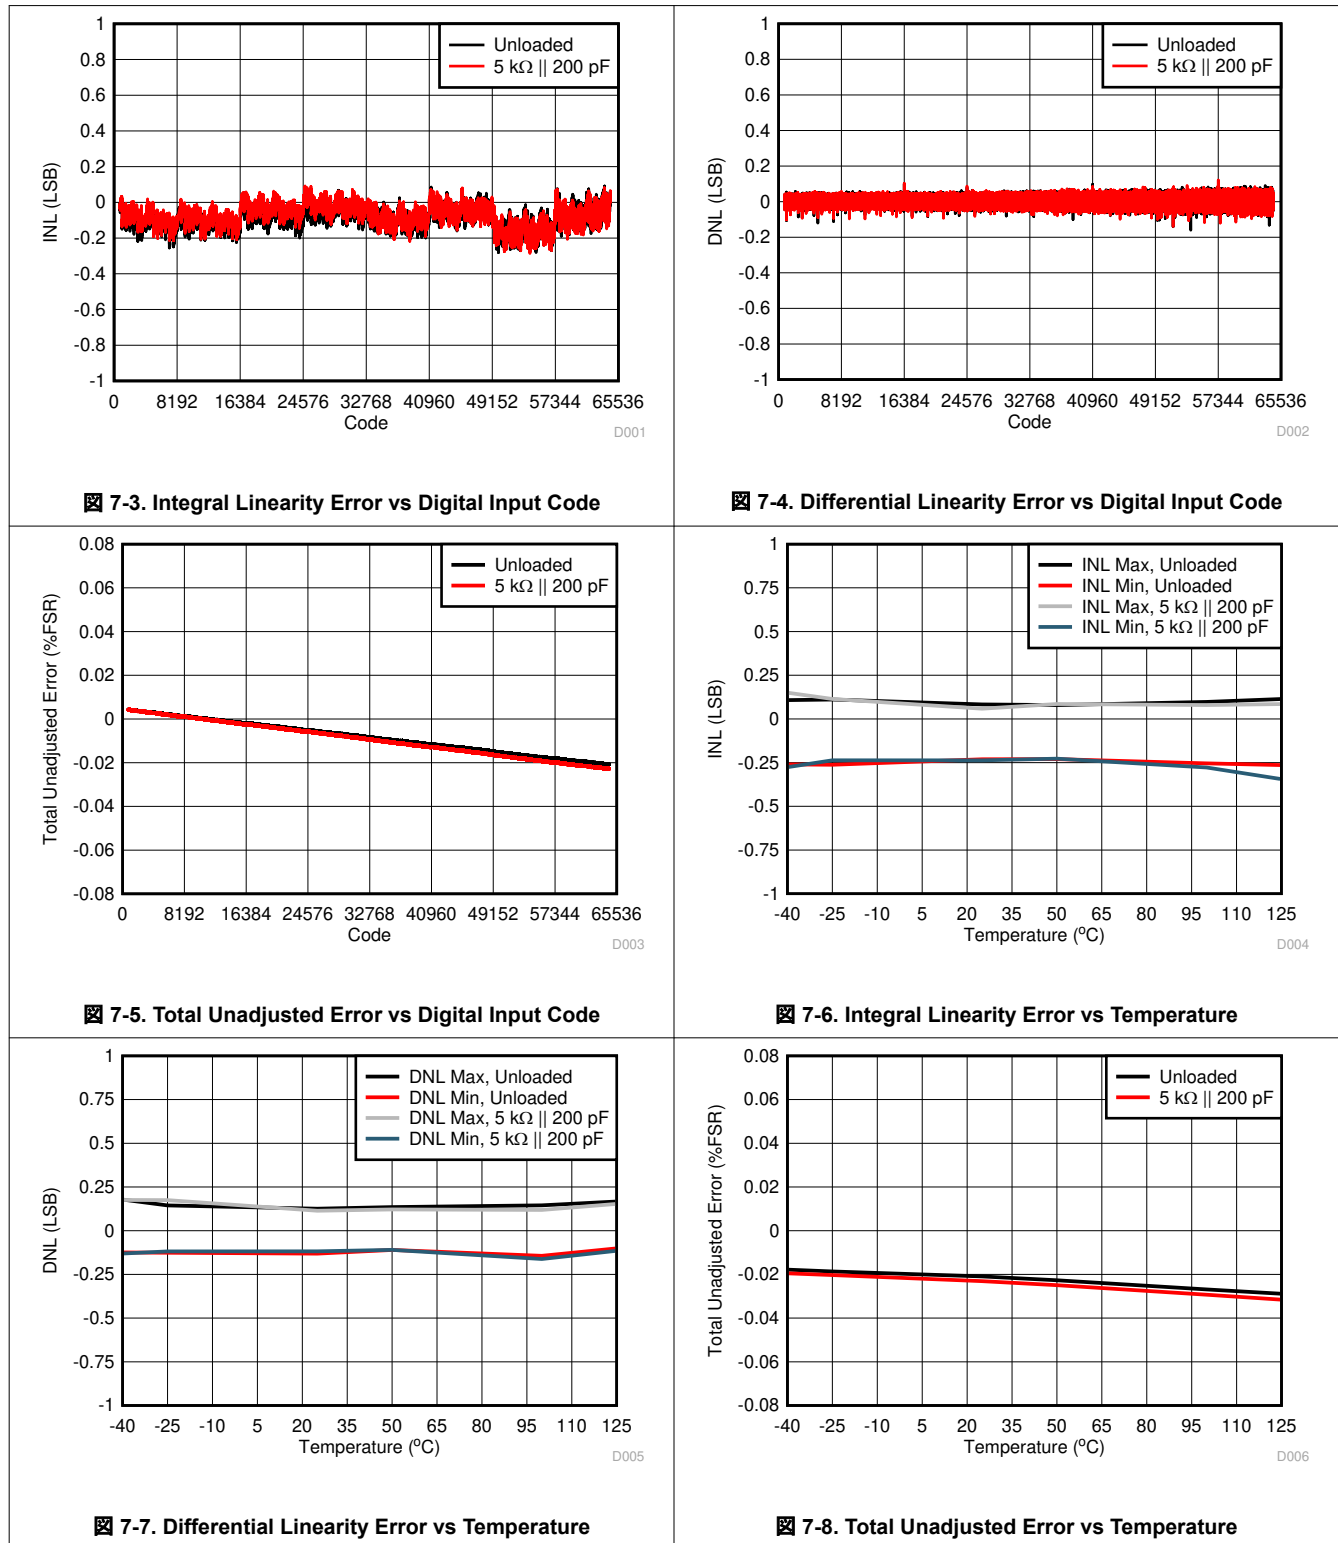 1
0.8
0.6
0.4
0.2
0
-0.2
-0.4
-0.6
-0.8
-1
INL (LSB)
Unloaded
5 kΩ || 200 pF
0 8192 16384 24576 32768 40960 49152 57344 65536
Code
D001
図 7-3. Integral Linearity Error vs Digital Input Code
1
0.8
0.6
0.4
0.2
0
-0.2
-0.4
-0.6
-0.8
-1
DNL (LSB)
Unloaded
5 kΩ || 200 pF
0 8192 16384 24576 32768 40960 49152 57344 65536
Code
D002
図 7-4. Differential Linearity Error vs Digital Input Code
0.08
0.06
0.04
0.02
0
-0.02
-0.04
-0.06
-0.08
Total Unadjusted Error (%FSR)
Unloaded
5 kΩ || 200 pF
0 8192 16384 24576 32768 40960 49152 57344 65536
Code
D003
図 7-5. Total Unadjusted Error vs Digital Input Code
1
0.75
0.5
0.25
0
-0.25
-0.5
-0.75
-1
INL (LSB)
INL Max, Unloaded
INL Min, Unloaded
INL Max, 5 kΩ || 200 pF
INL Min, 5 kΩ || 200 pF
-40 -25 -10 5 20 35 50 65 80 95 110 125
Temperature (°C)
D004
図 7-6. Integral Linearity Error vs Temperature
1
0.75
0.5
0.25
0
-0.25
-0.5
-0.75
-1
DNL (LSB)
DNL Max, Unloaded
DNL Min, Unloaded
DNL Max, 5 kΩ || 200 pF
DNL Min, 5 kΩ || 200 pF
-40 -25 -10 5 20 35 50 65 80 95 110 125
Temperature (°C)
D005
図 7-7. Differential Linearity Error vs Temperature
0.08
0.06
0.04
0.02
0
-0.02
-0.04
-0.06
-0.08
Total Unadjusted Error (%FSR)
Unloaded
5 kΩ || 200 pF
-40 -25 -10 5 20 35 50 65 80 95 110 125
Temperature (°C)
D006
図 7-8. Total Unadjusted Error vs Temperature